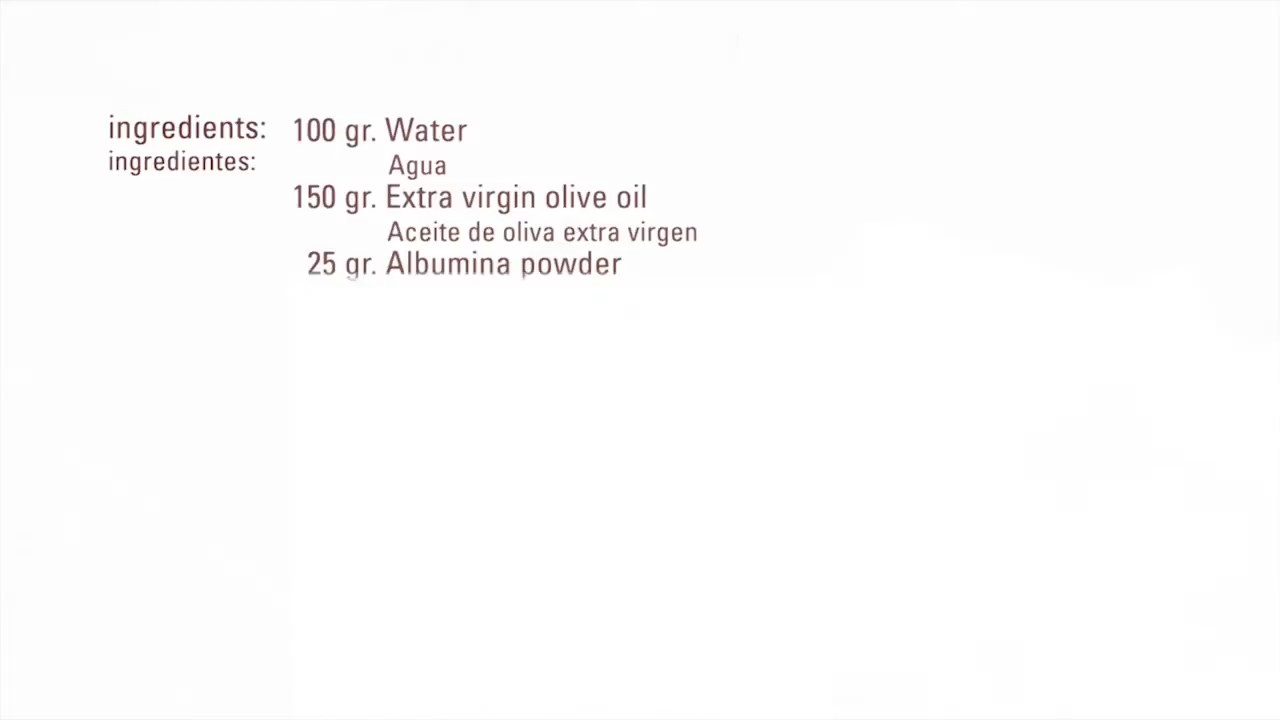 ingredients: 100 gr. Water
ingredientes: Agua
150 gr. Extra virgin olive oil
Aceite de oliva extra virgen
25 gr. Albumina powder